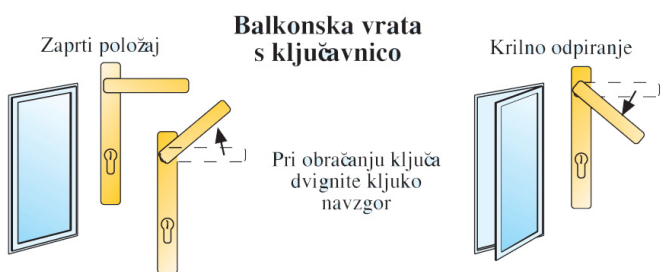 Balkonska vrata
s ključavnico
Zaprti položaj
Krilno odpiranje
Pri obračanju ključa
dvignite kljuko
navzgor